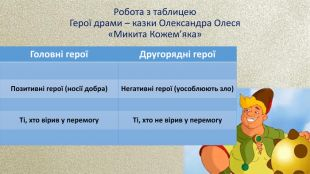 Робота з таблицею
Герої драми – казки Олександра Олеся
«Микита Кожем’яка»
Головні герої
Другорядні герої
Позитивні герої (носії добра)
Негативні герої (уособлюють зло)
Ті, хто вірив у перемогу
Ті, хто не вірив у перемогу